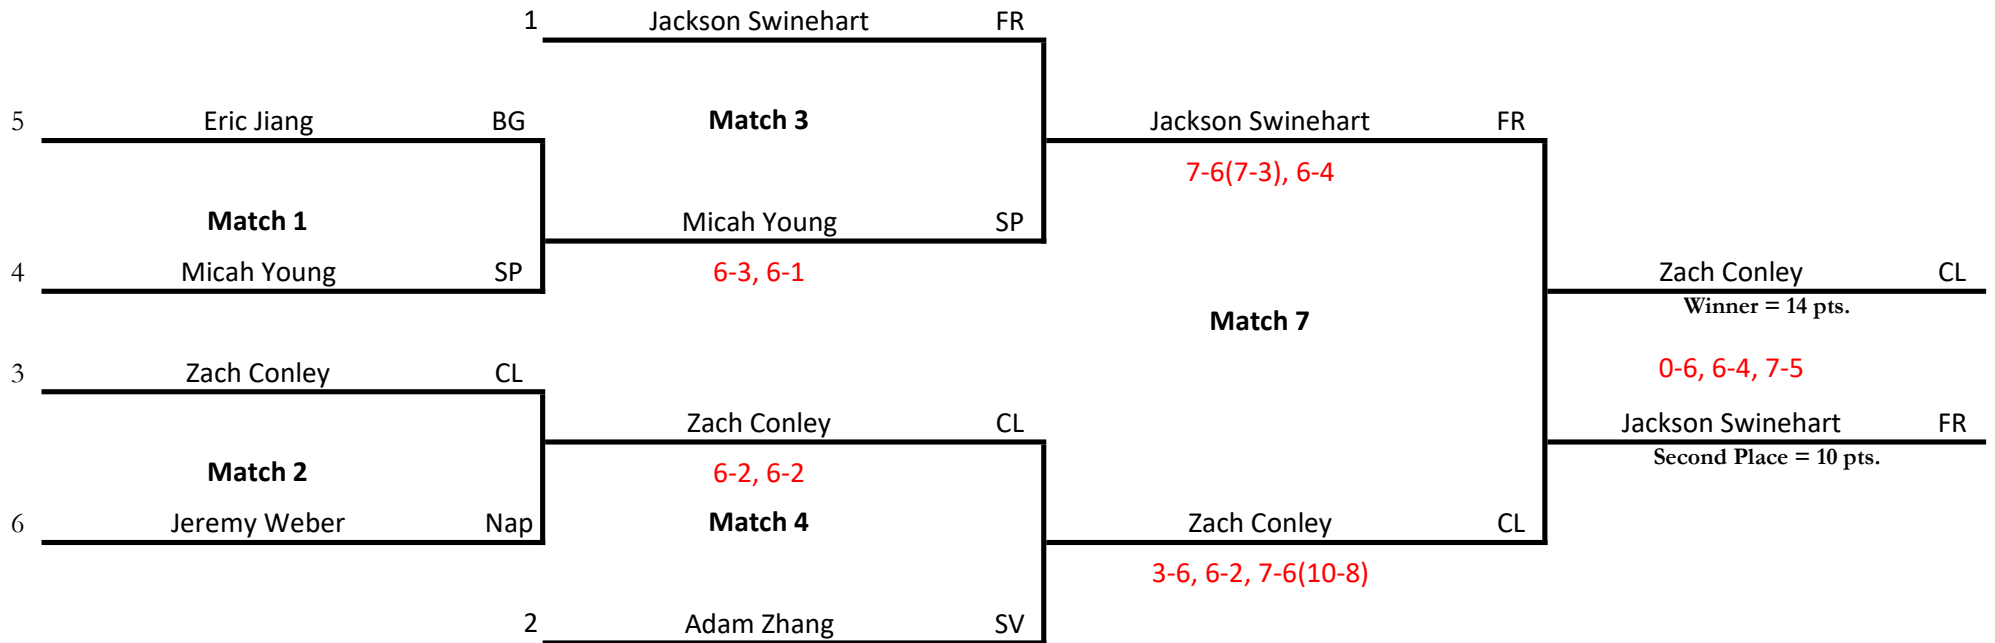 1 Jackson Swinehart FR
5 Eric Jiang BG Match 3 Jackson Swinehart FR
7-6(7-3), 6-4
Match 1 Micah Young SP
4 Micah Young SP 6-3, 6-1 Zach Conley CL
Winner = 14 pts.
Match 7
3 Zach Conley CL 0-6, 6-4, 7-5
Zach Conley CL Jackson Swinehart FR
Second Place = 10 pts.
Match 2 6-2, 6-2
6 Jeremy Weber Nap Match 4 Zach Conley CL
3-6, 6-2, 7-6(10-8)
2 Adam Zhang SV